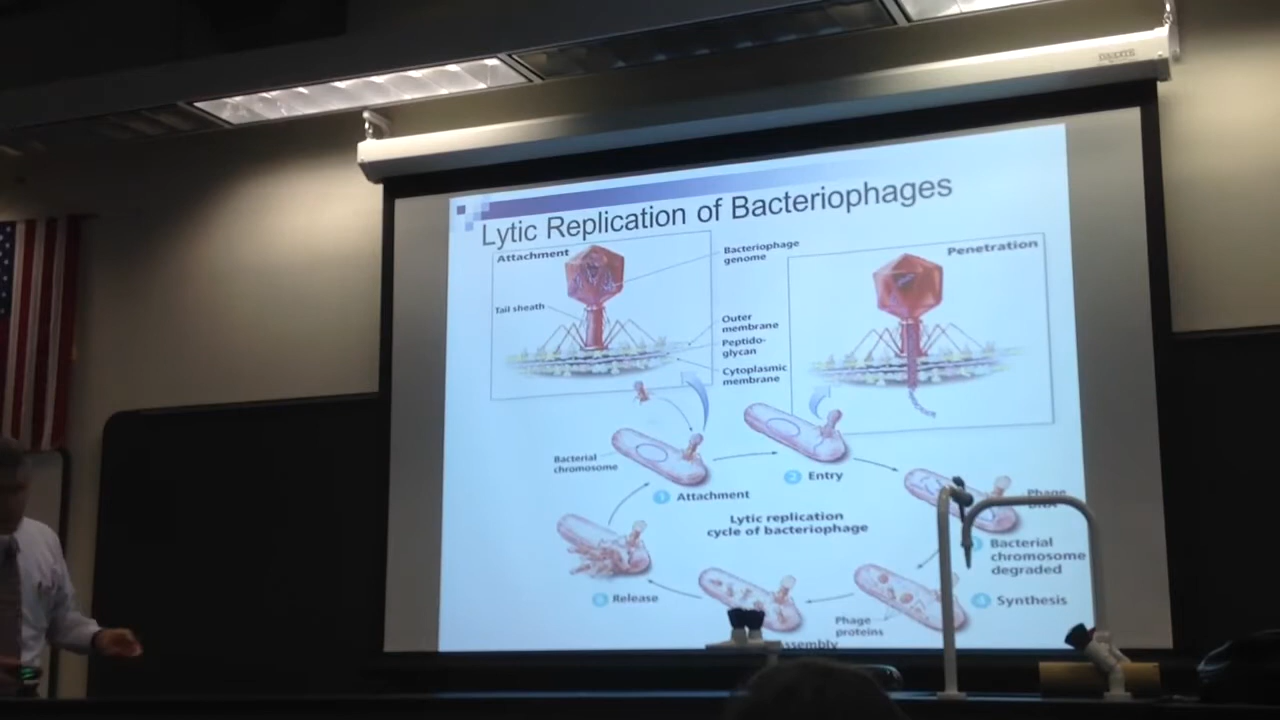 Lytic Replication of Bacteriophages
Attachment
Bacteriophage
genome
Tail sheath
Outer
membrane
Peptido-
glycan
Cytoplasmic
membrane
Penetration
Bacterial
chromosome
1 Attachment
2 Entry
Phage
DNA
Bacterial
chromosome
degraded
Lytic replication
cycle of bacteriophage
4 Synthesis
Phage
proteins
ssembly
6 Release